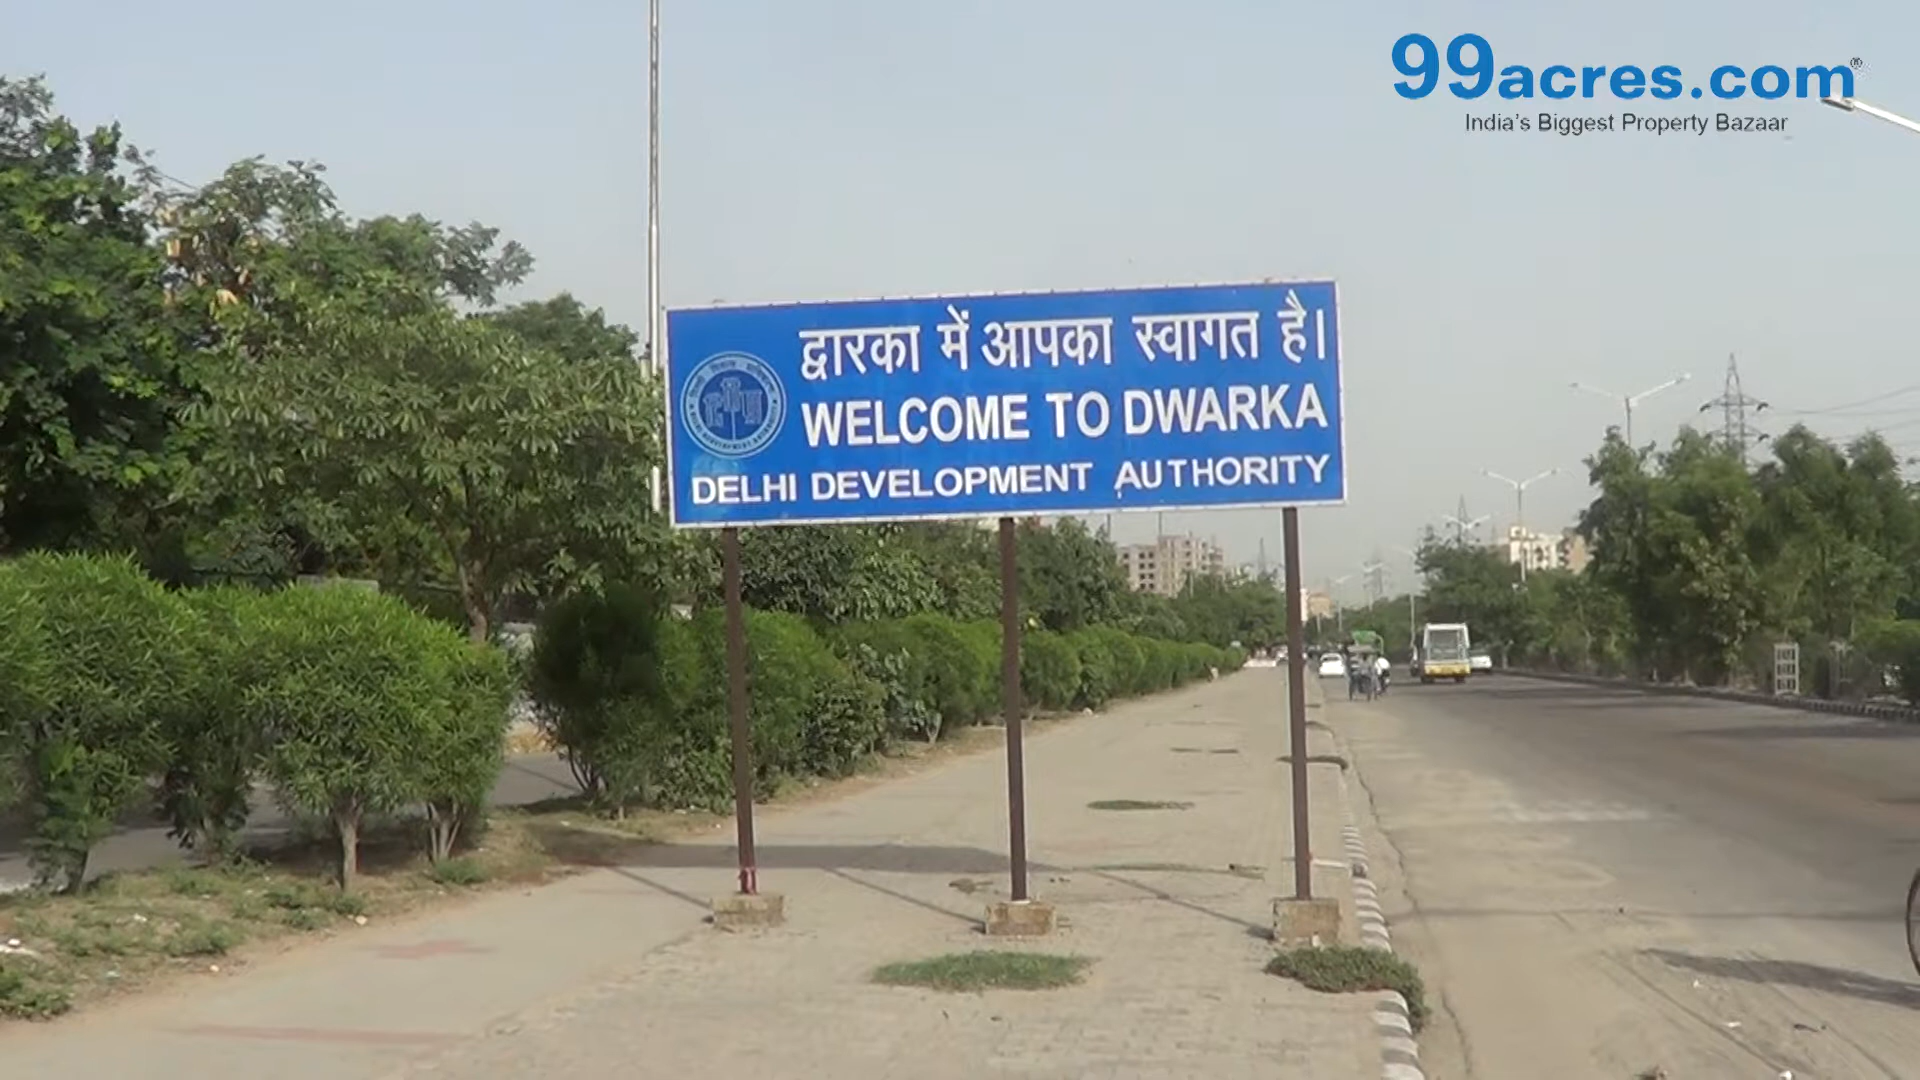 99acres.com®
India's Biggest Property Bazaar
द्वारका में आपका स्वागत है।
WELCOME TO DWARKA
DELHI DEVELOPMENT AUTHORITY